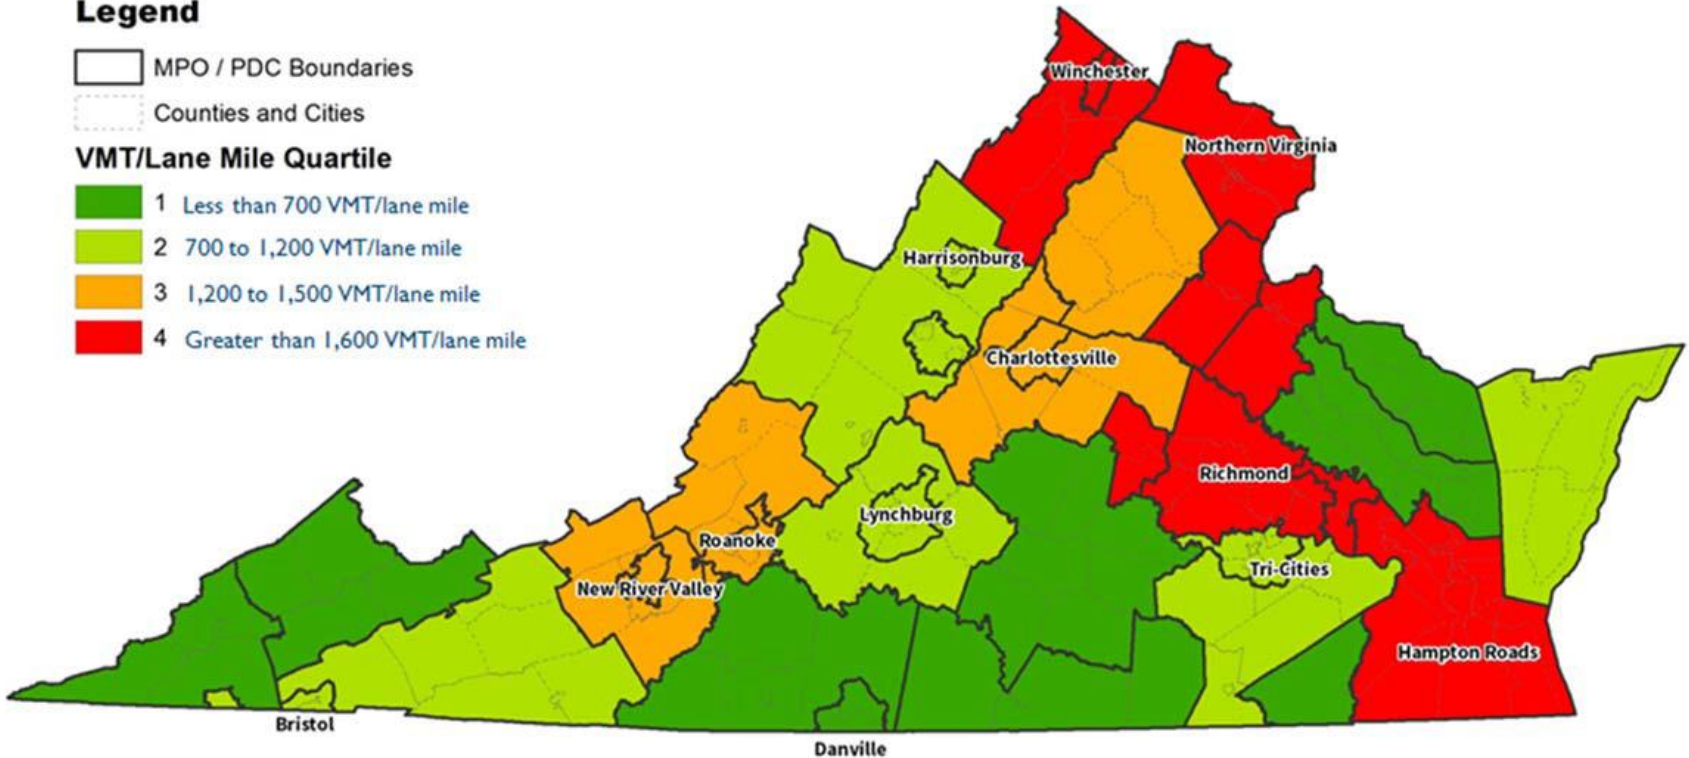 Legend
MPO / PDC Boundaries
Counties and Cities
VMT/Lane Mile Quartile
1 Less than 700 VMT/lane mile
2 700 to 1,200 VMT/lane mile
3 1,200 to 1,500 VMT/lane mile
4 Greater than 1,600 VMT/lane mile
Winchester
Northern Virginia
Harrisonburg
Charlottesville
Richmond
Lynchburg
Roanoke
Tri-Cities
New River Valley
Hampton Roads
Bristol
Danville